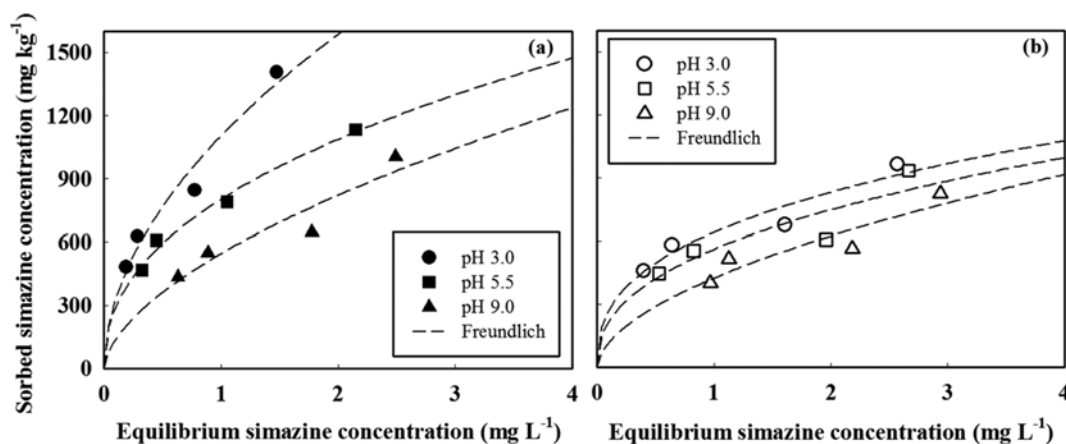 Sorbed simazine concentration (mg kg-1)
1500
1200
900
600
300
0
(a)
pH 3.0
pH 5.5
pH 9.0
Freundlich
0 1 2 3 4
Equilibrium simazine concentration (mg L-1)
(b)
pH 3.0
pH 5.5
pH 9.0
Freundlich
0 1 2 3 4
Equilibrium simazine concentration (mg L-1)